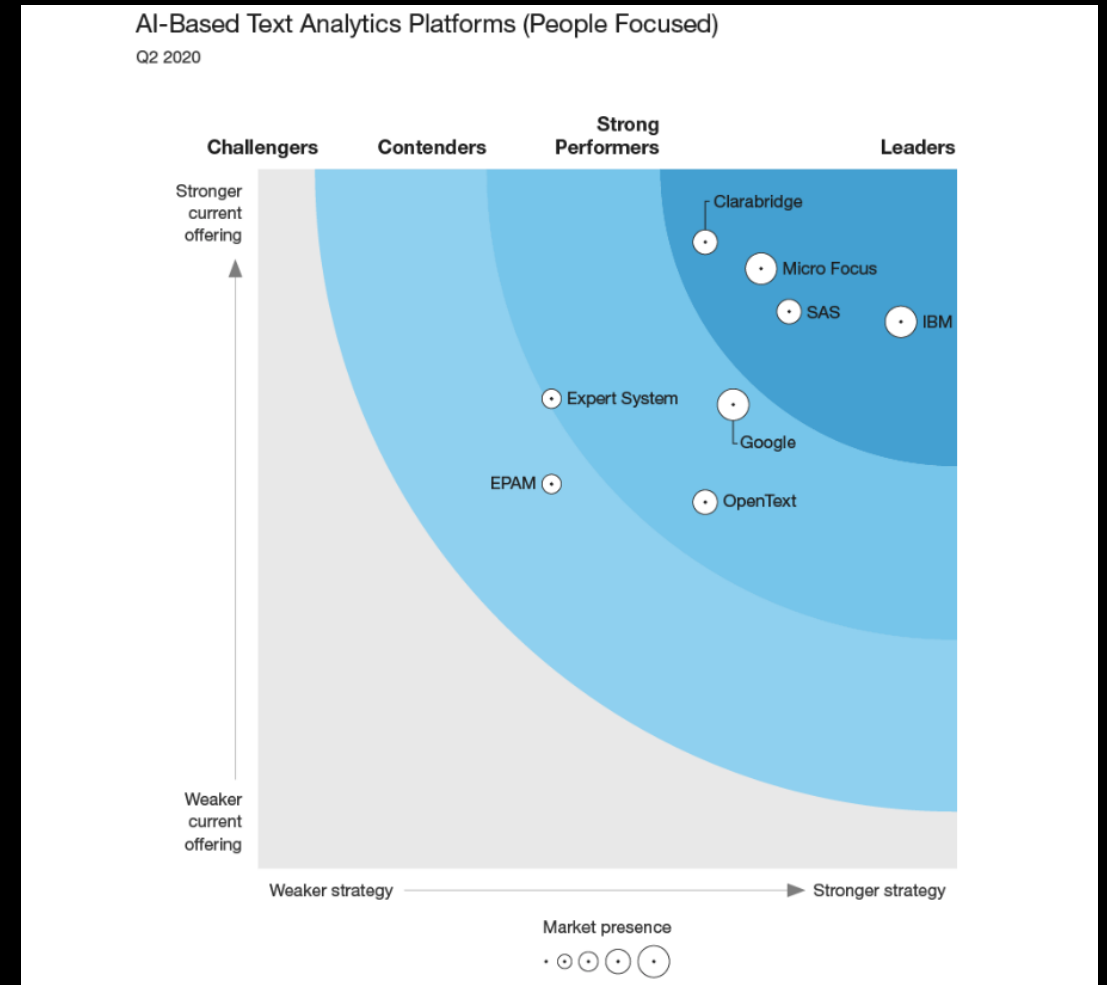 AI-Based Text Analytics Platforms (People Focused)
Q2 2020
Challengers
Contenders
Strong
Performers
Leaders
Stronger
current
offering
Clarabridge
Micro Focus
SAS
IBM
Expert System
Google
EPAM
OpenText
Weaker
current
offering
Weaker strategy
Stronger strategy
Market presence